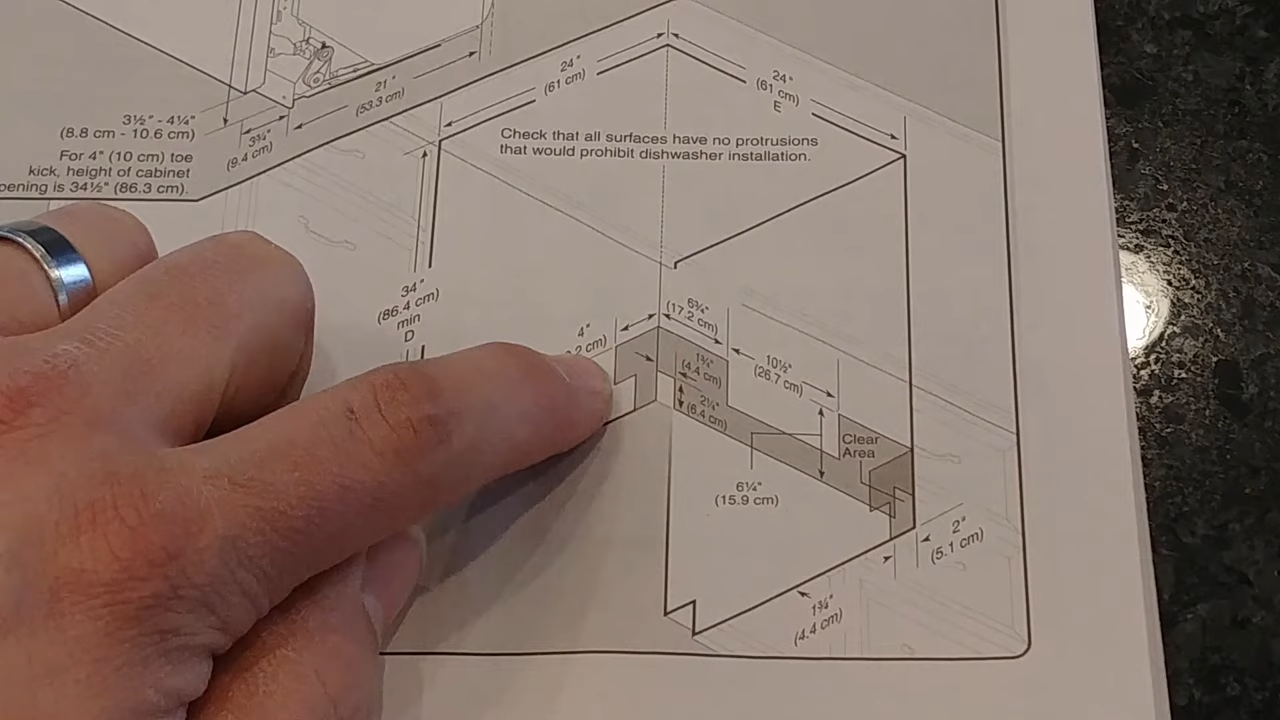 24"
(61 cm)
24"
(61 cm)
E
21"
(53.3 cm)
3½" - 4¼"
(8.8 cm - 10.6 cm)
3¾"
(9.4 cm)
For 4" (10 cm) toe
kick, height of cabinet
pening is 34½" (86.3 cm).
Check that all surfaces have no protrusions
that would prohibit dishwasher installation.
34"
(86.4 cm)
min
D
4"
.2 cm)
6¾"
(17.2 cm)
1¾"
(4.4 cm)
2¼"
(6.4 cm)
10½"
(26.7 cm)
Clear
Area
6¼"
(15.9 cm)
2"
(5.1 cm)
1¾"
(4.4 cm)